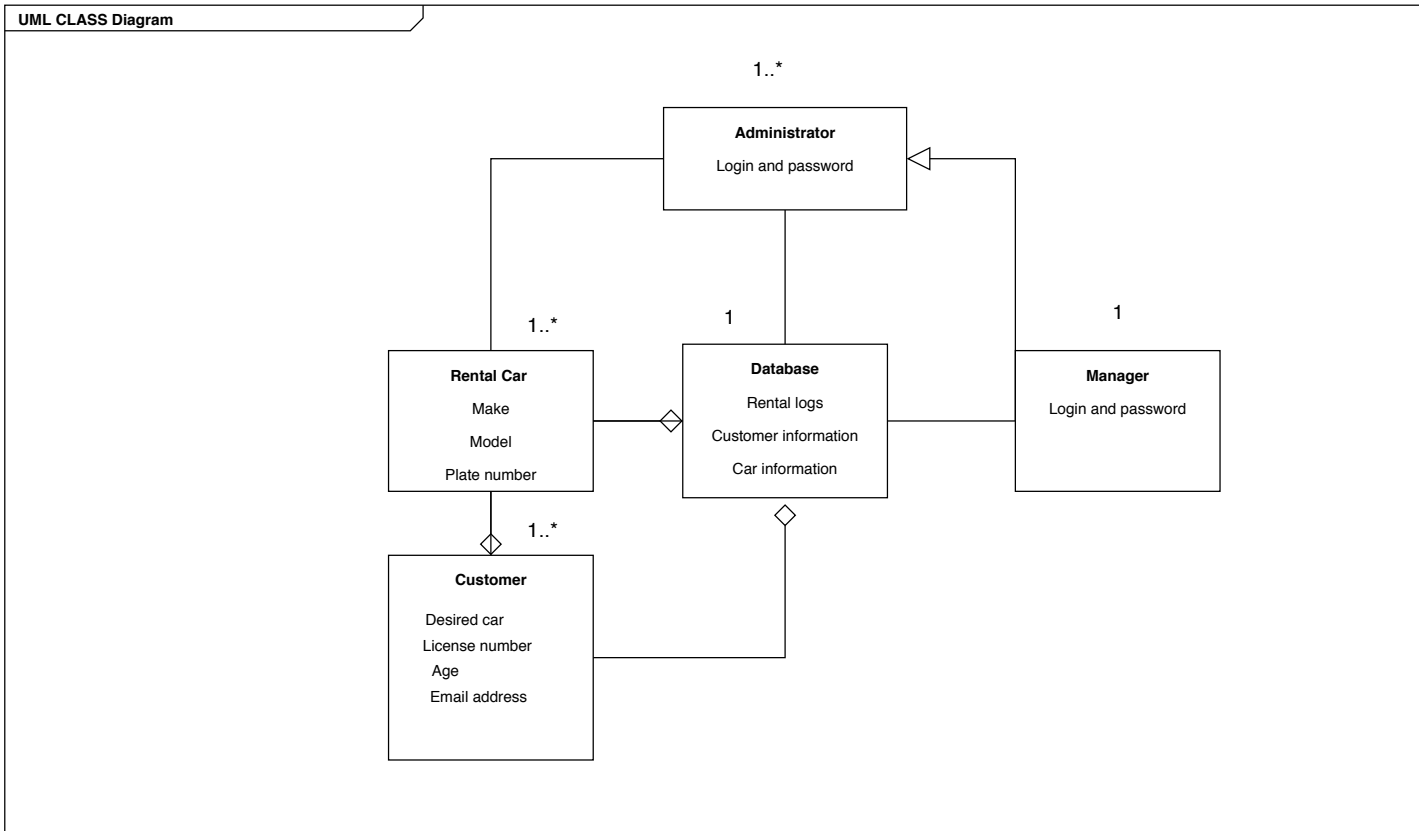 UML CLASS Diagram
1..*
Administrator
Login and password
1..*
1
1
Rental Car
Make
Model
Plate number
Database
Rental logs
Customer information
Car information
Manager
Login and password
1..*
Customer
Desired car
License number
Age
Email address